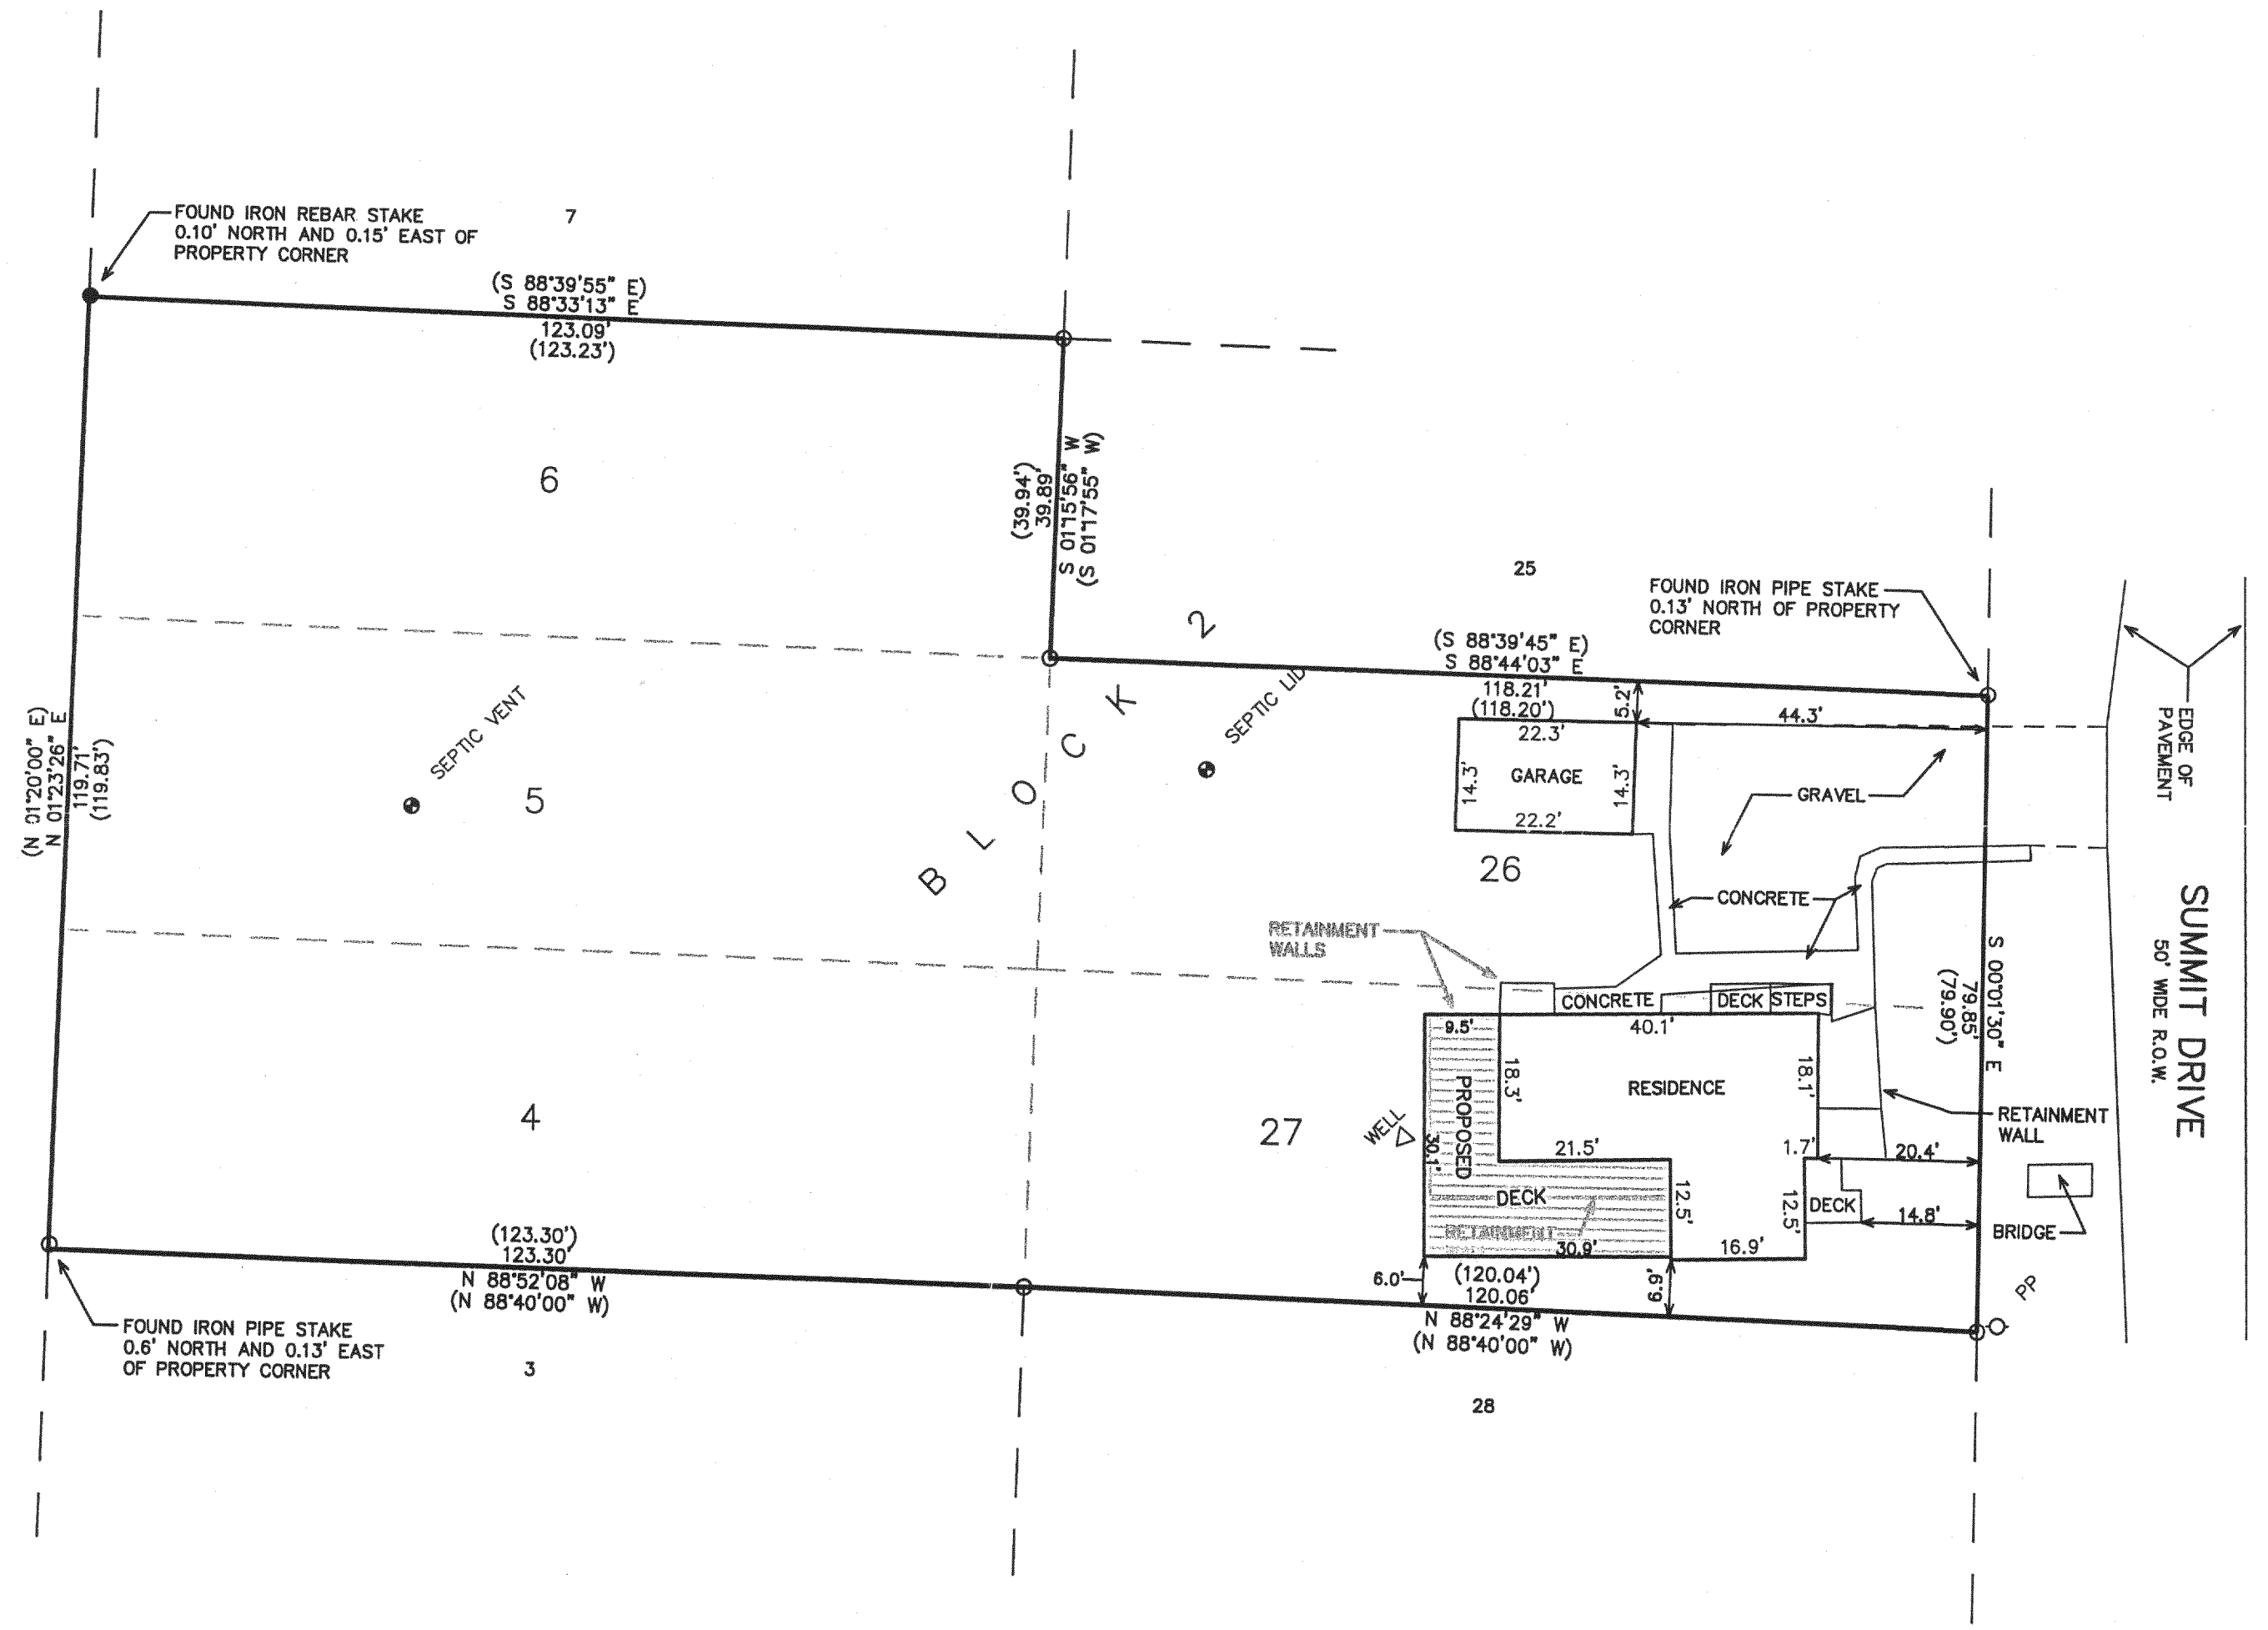 FOUND IRON REBAR STAKE
0.10' NORTH AND 0.15' EAST OF
PROPERTY CORNER
7
(S 88°39'55" E)
S 88°33'13" E
123.09'
(123.23')
6
(39.94')
39.89'
S 01°15'56" W
(S 01°17'55" W)
25
FOUND IRON PIPE STAKE
0.13' NORTH OF PROPERTY
CORNER
BLOCK 2
(S 88°39'45" E)
S 88°44'03" E
118.21'
(118.20')
5.2'
44.3'
EDGE OF
PAVEMENT
(N 01°20'00" E)
N 01°23'26" E
119.71'
(119.83')
SEPTIC VENT
5
SEPTIC LID
22.3'
14.3'
GARAGE
14.3'
22.2'
GRAVEL
26
CONCRETE
RETAINMENT
WALLS
S 00°01'30" E
79.85'
(79.90')
SUMMIT DRIVE
50' WIDE R.O.W.
CONCRETE
DECK
STEPS
9.5'
40.1'
18.3'
RESIDENCE
18.1'
PROPOSED
DECK
30.1'
WELL
4
27
21.5'
1.7'
20.4'
RETAINMENT
WALL
12.5'
12.5'
DECK
14.8'
BRIDGE
RETAINMENT
30.9'
16.9'
(123.30')
123.30'
N 88°52'08" W
(N 88°40'00" W)
6.0'
(120.04')
120.06'
N 88°24'29" W
(N 88°40'00" W)
6.9'
PP
FOUND IRON PIPE STAKE
0.6' NORTH AND 0.13' EAST
OF PROPERTY CORNER
3
28